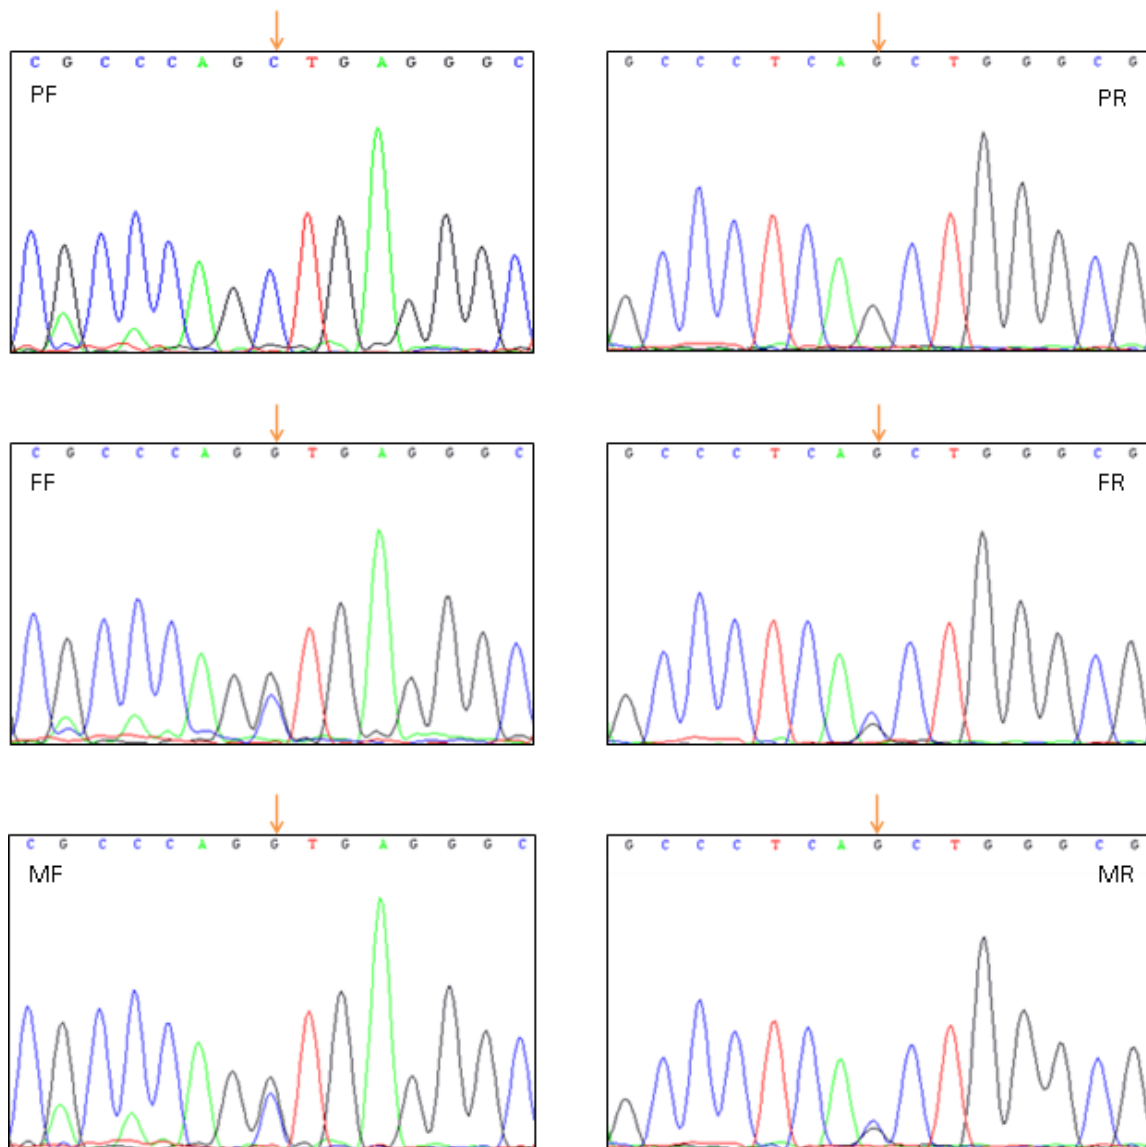 C G C C C A G C T G A G G G C
PF
G C C C T C A G C T G G G C G
PR
C G C C C A G G T G A G G G C
FF
G C C C T C A G C T G G G C G
FR
C G C C C A G G T G A G G G C
MF
G C C C T C A G C T G G G C G
MR